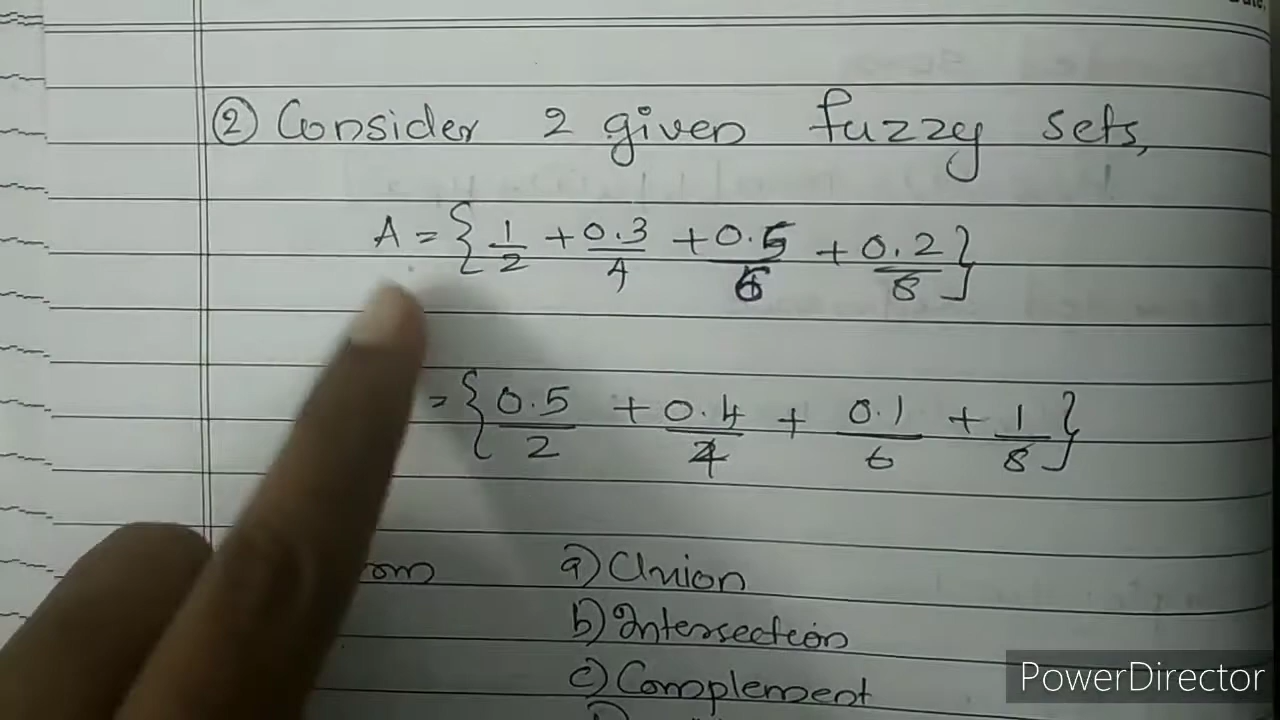 ② Consider 2 given fuzzy sets,
A = { 1/2 + 0.3/4 + 0.5/6 + 0.2/8 }
= { 0.5/2 + 0.4/4 + 0.1/6 + 1/8 }
a) Union
b) Intersection
c) Complement
PowerDirector